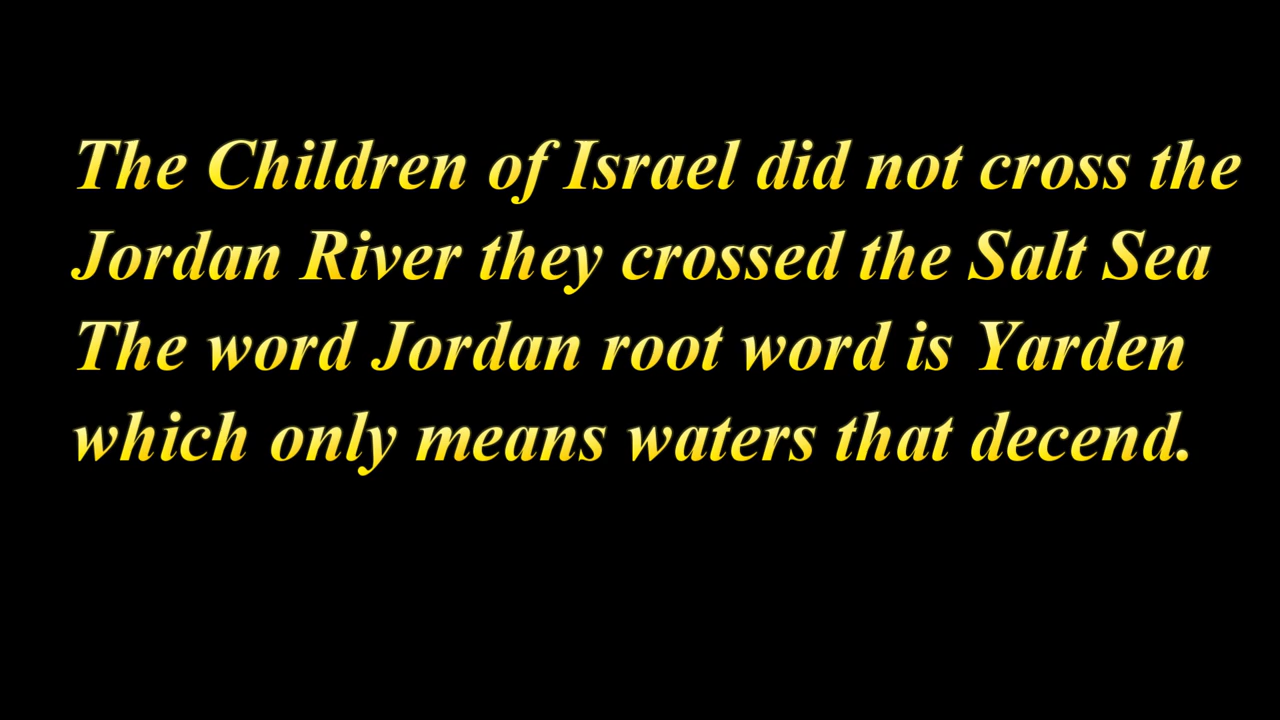 The Children of Israel did not cross the
Jordan River they crossed the Salt Sea
The word Jordan root word is Yarden
which only means waters that decend.